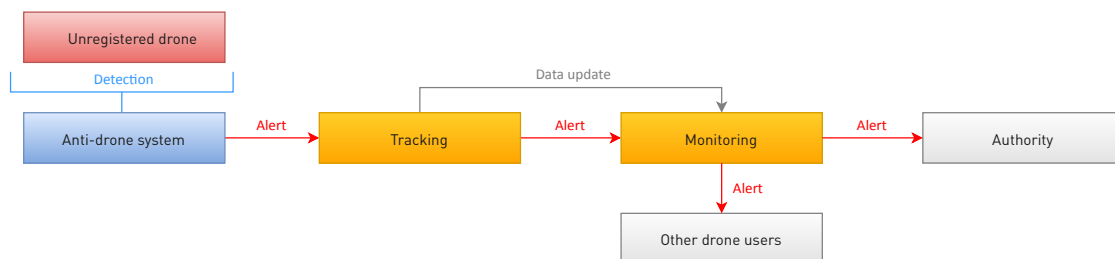 Unregistered drone
Detection
Data update
Anti-drone system
Alert
Tracking
Alert
Monitoring
Alert
Authority
Alert
Other drone users